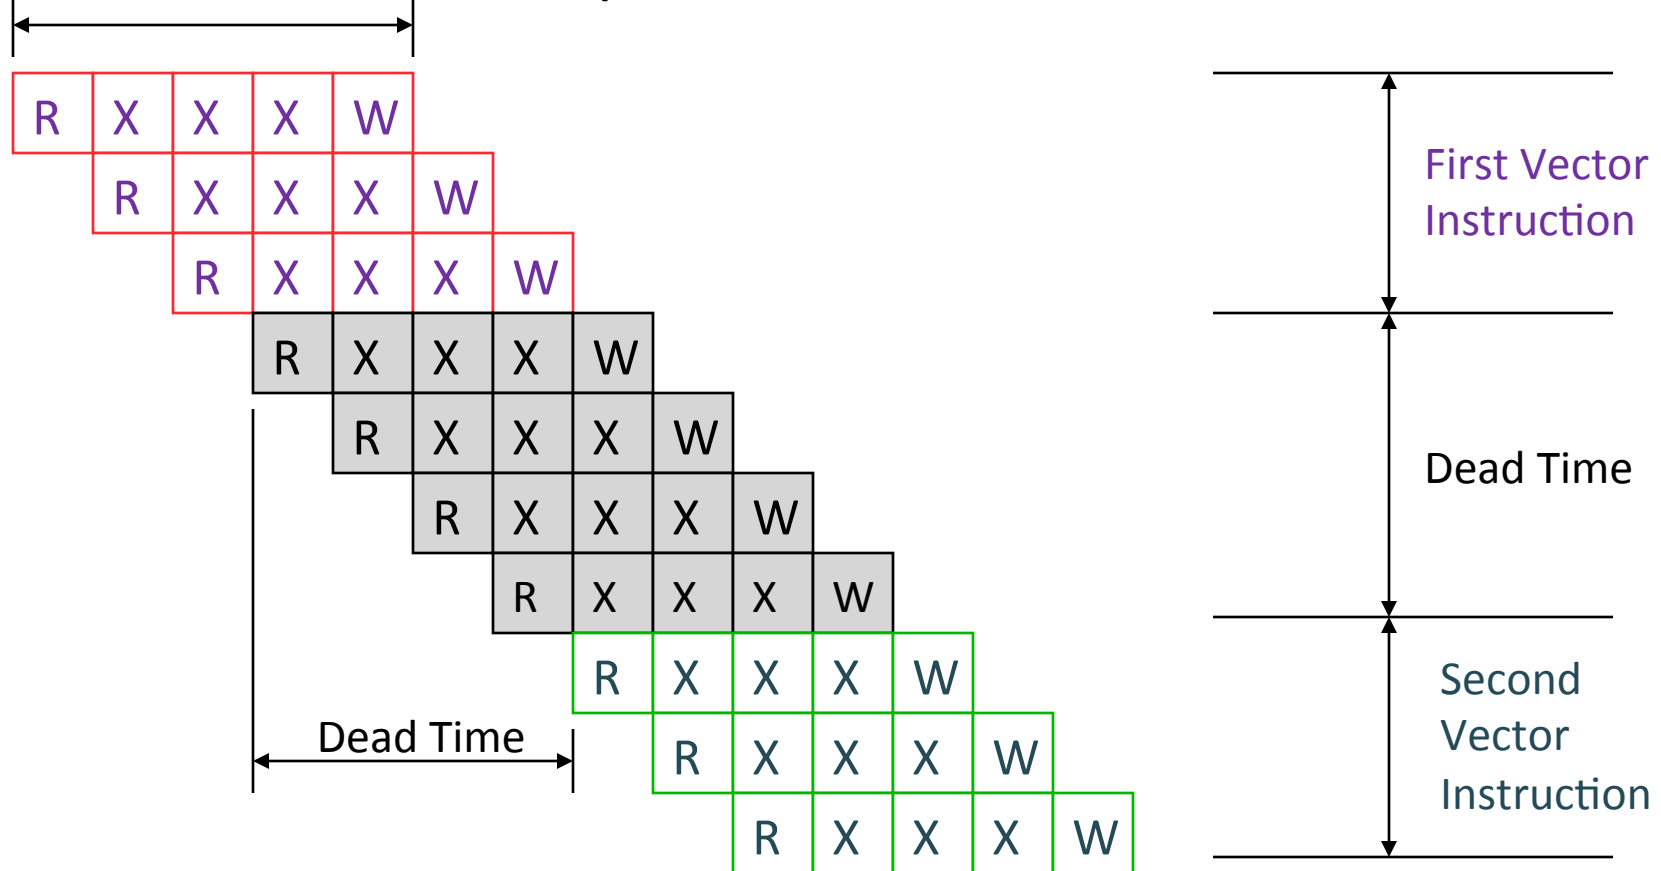 R X X X W
R X X X W
R X X X W
R X X X W
R X X X W
R X X X W
R X X X W
R X X X W
R X X X W
R X X X W
Dead Time
First Vector
Instruction
Dead Time
Second
Vector
Instruction